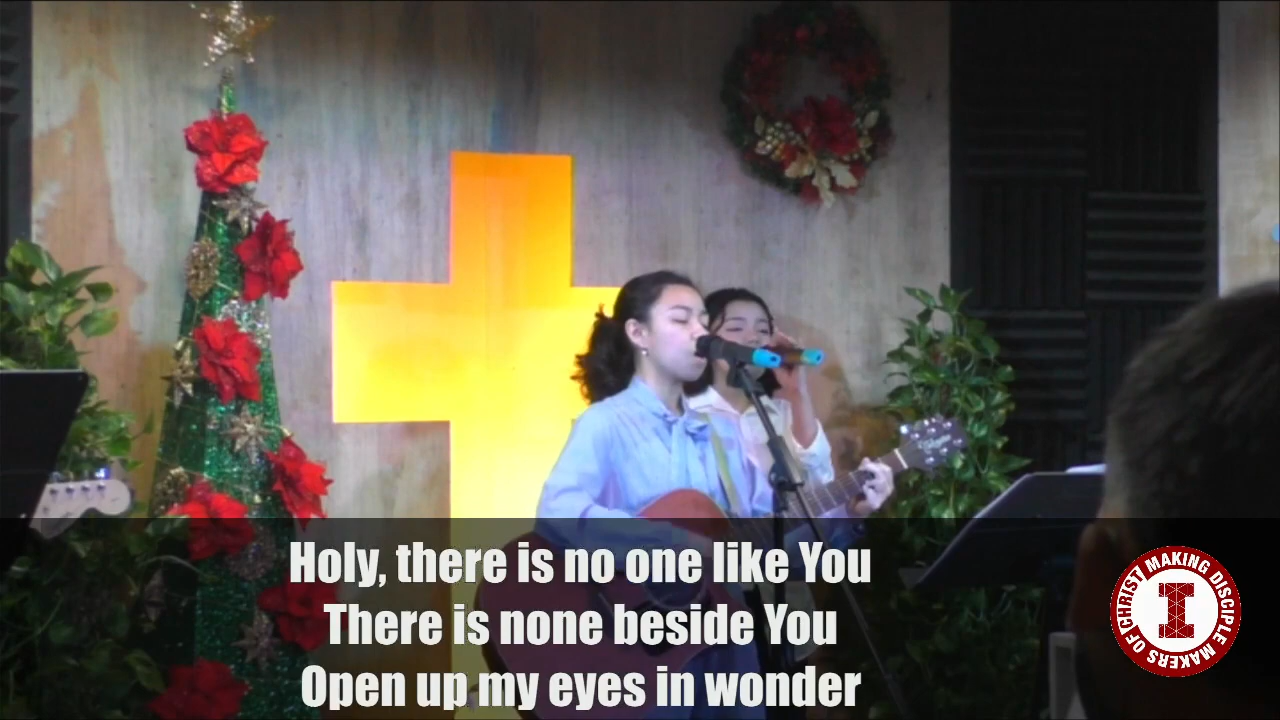 Holy, there is no one like You
There is none beside You
Open up my eyes in wonder
MAKING DISCIPLE MAKERS OF CHRIST
I